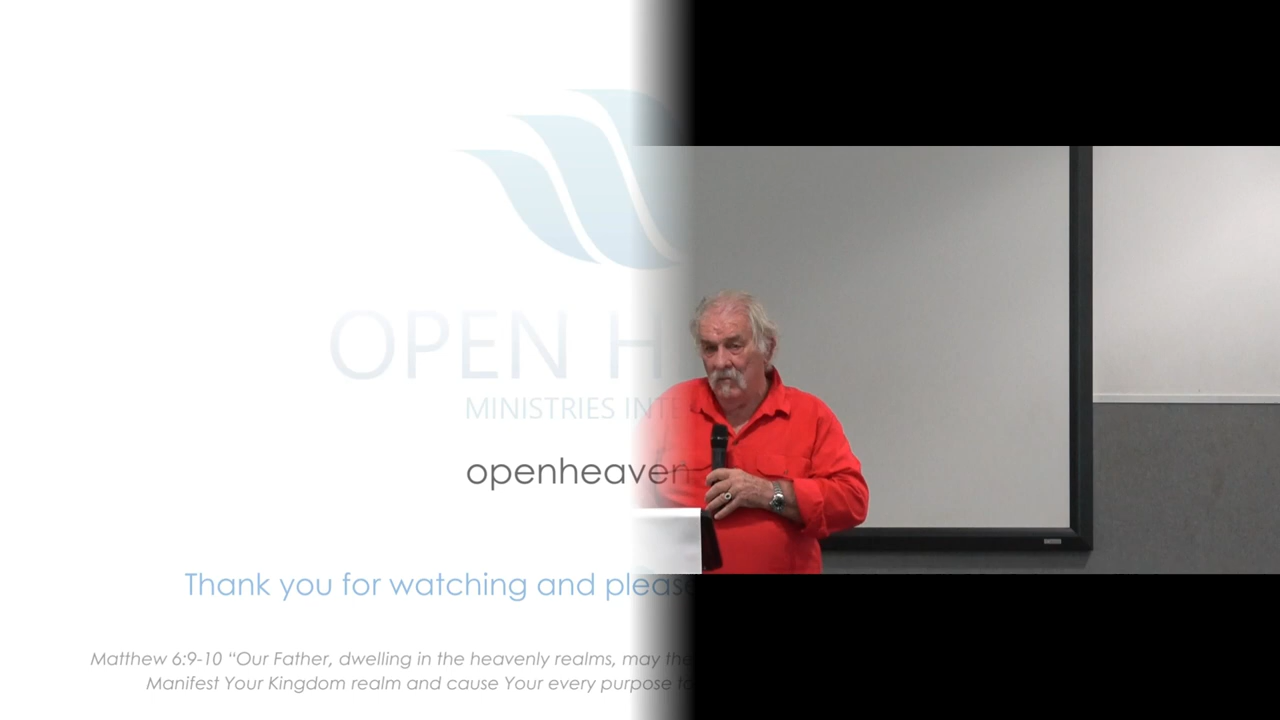 OPEN H
MINISTRIES INTE
openheaven
Thank you for watching and please
Matthew 6:9-10 “Our Father, dwelling in the heavenly realms, may the
Manifest Your Kingdom realm and cause Your every purpose to